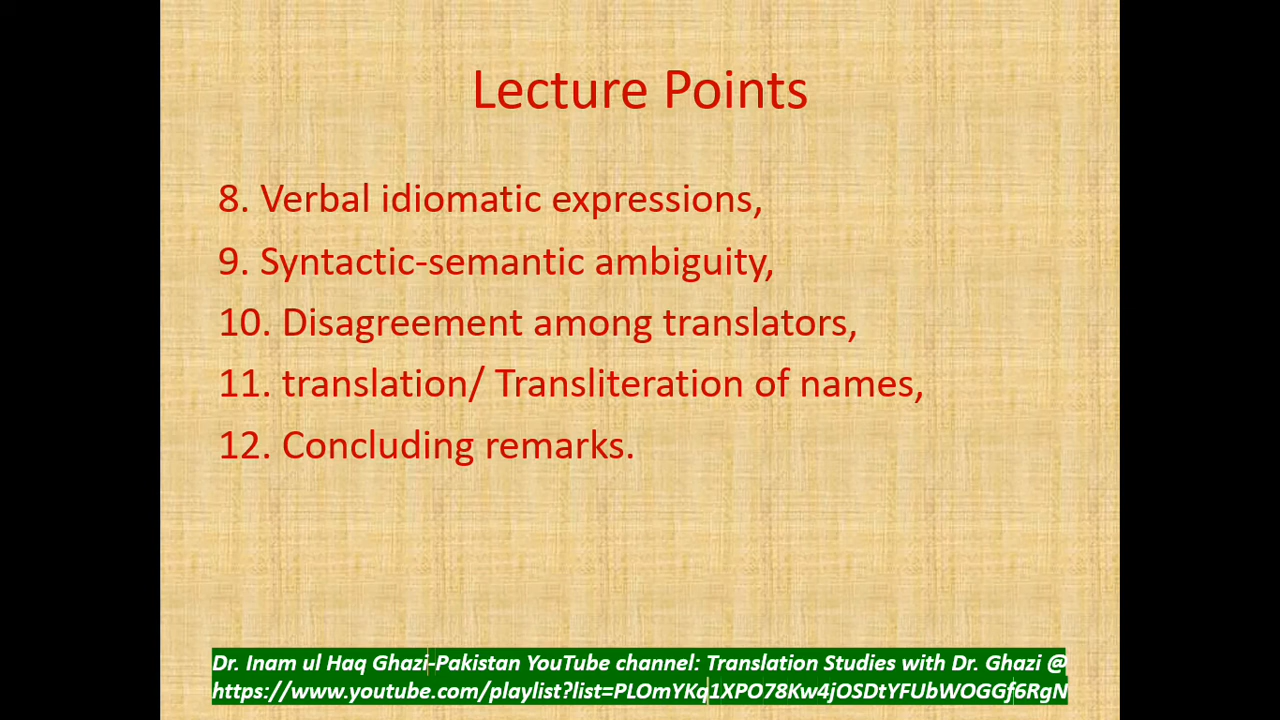 Lecture Points
8. Verbal idiomatic expressions,
9. Syntactic-semantic ambiguity,
10. Disagreement among translators,
11. translation/ Transliteration of names,
12. Concluding remarks.
Dr. Inam ul Haq Ghazi-Pakistan YouTube channel: Translation Studies with Dr. Ghazi @
https://www.youtube.com/playlist?list=PLOmYKq1XPO78Kw4jOSDtYFUbWOGGf6RgN